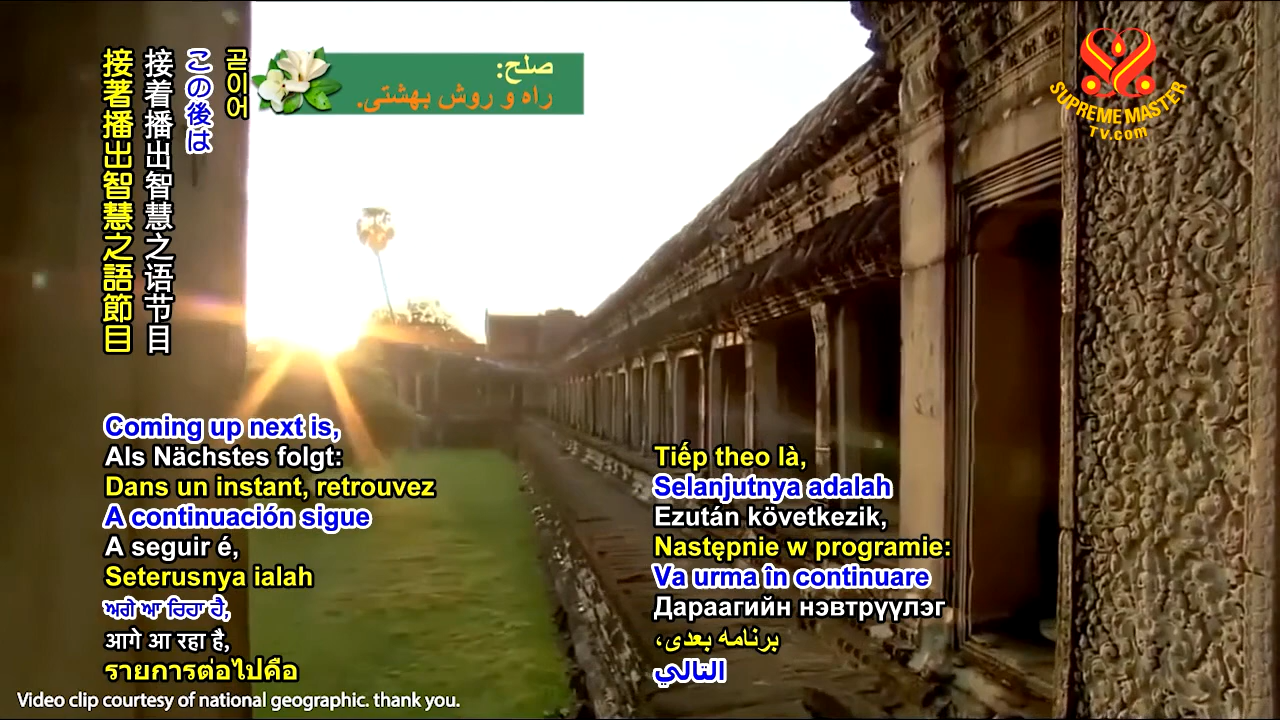 곧이어
この後は
接着播出智慧之语节目
接著播出智慧之語節目
صلح:
راه و روش بهشتی.
SUPREME MASTER
TV.com
Coming up next is,
Als Nächstes folgt:
Dans un instant, retrouvez
A continuación sigue
A seguir é,
Seterusnya ialah
ਅਗੇ ਆ ਰਿਹਾ ਹੈ,
आगे आ रहा है,
รายการต่อไปคือ
Tiếp theo là,
Selanjutnya adalah
Ezután következik,
Następnie w programie:
Va urma în continuare
Дараагийн нэвтрүүлэг
برنامه بعدی،
التالي
Video clip courtesy of national geographic. thank you.